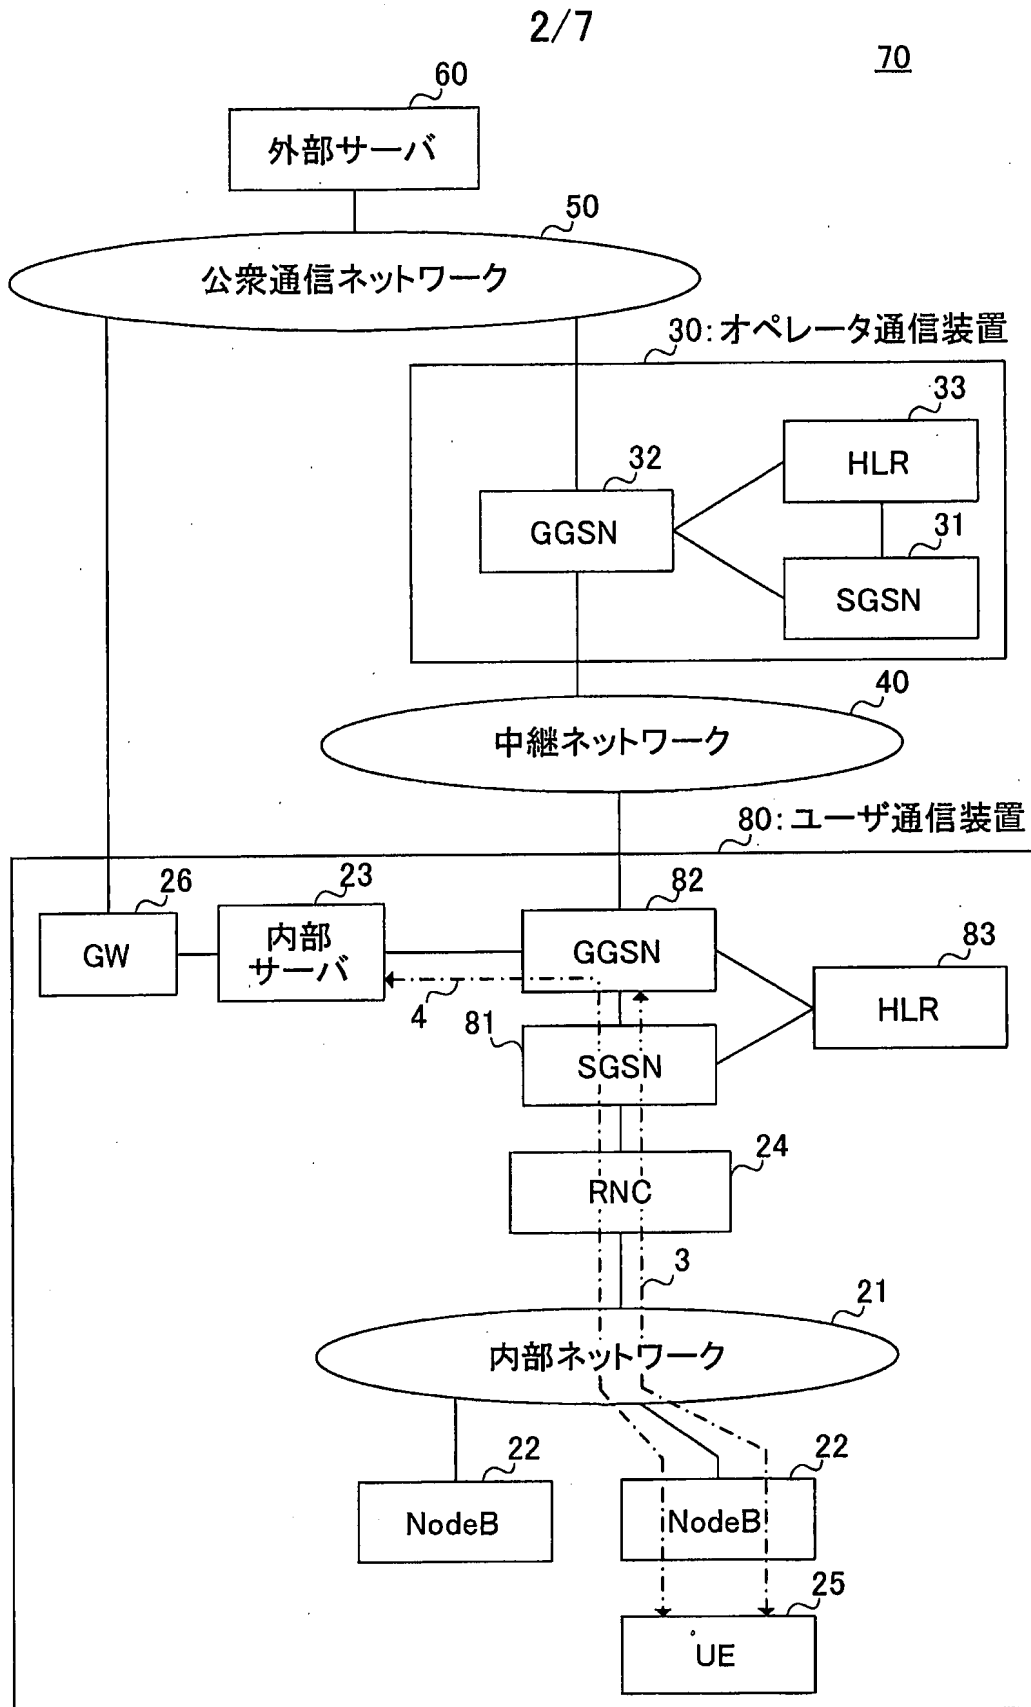 2/7
70
60
外部サーバ
50
公衆通信ネットワーク
30:オペレータ通信装置
33
HLR
32
GGSN
31
SGSN
40
中継ネットワーク
80:ユーザ通信装置
26
GW
23
内部
サーバ
82
GGSN
83
HLR
4
81
SGSN
24
RNC
3
21
内部ネットワーク
22
NodeB
22
NodeB
25
UE